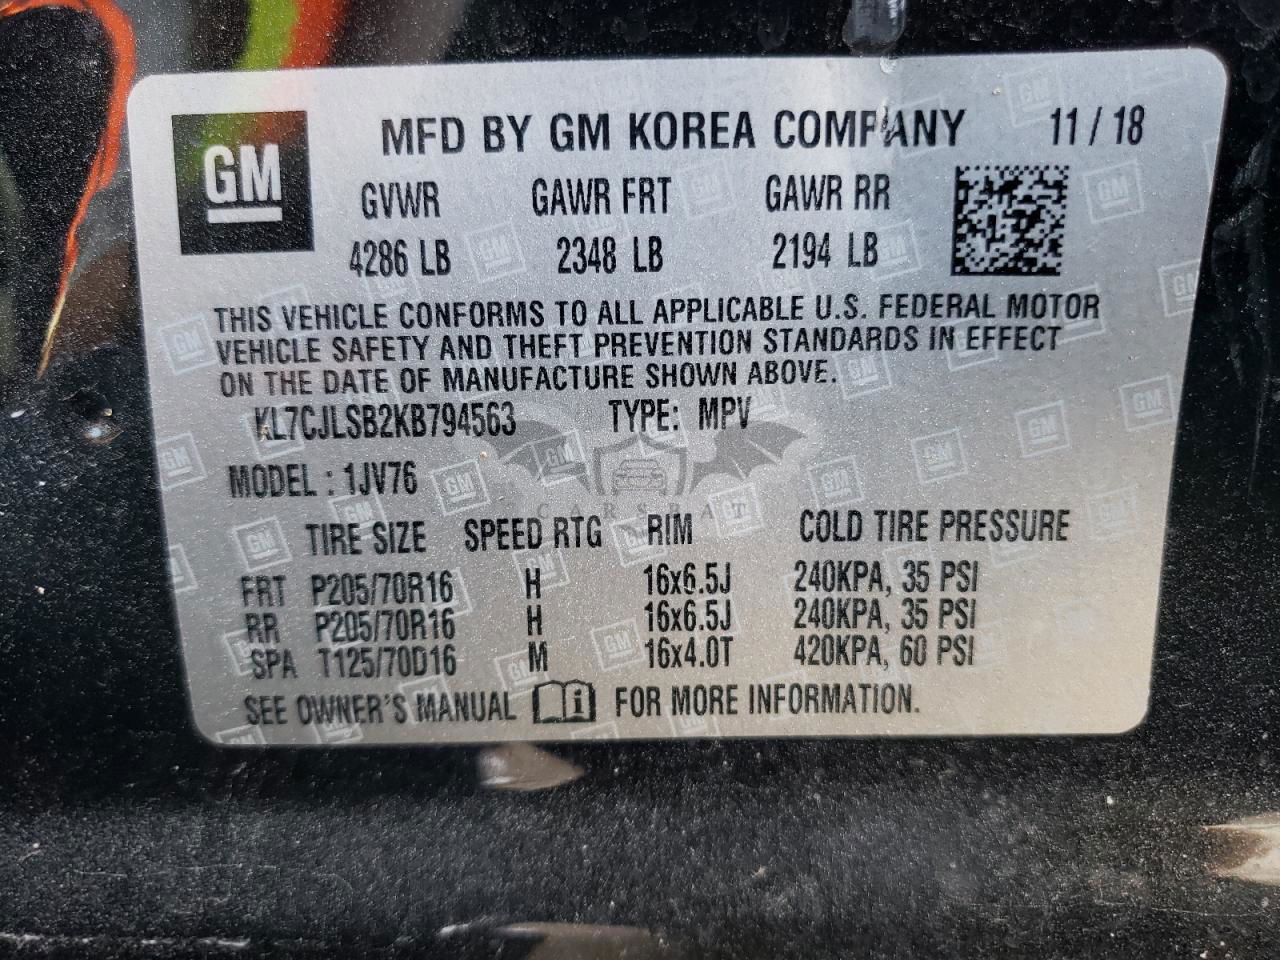 GM
MFD BY GM KOREA COMPANY 11 / 18
GVWR GAWR FRT GAWR RR
4286 LB 2348 LB 2194 LB
THIS VEHICLE CONFORMS TO ALL APPLICABLE U.S. FEDERAL MOTOR
VEHICLE SAFETY AND THEFT PREVENTION STANDARDS IN EFFECT
ON THE DATE OF MANUFACTURE SHOWN ABOVE.
KL7CJLSB2KB794563 TYPE: MPV
MODEL : 1JV76
CARSBAT
TIRE SIZE SPEED RTG RIM COLD TIRE PRESSURE
FRT P205/70R16 H 16x6.5J 240KPA, 35 PSI
RR P205/70R16 H 16x6.5J 240KPA, 35 PSI
SPA T125/70D16 M 16x4.0T 420KPA, 60 PSI
SEE OWNER'S MANUAL i FOR MORE INFORMATION.